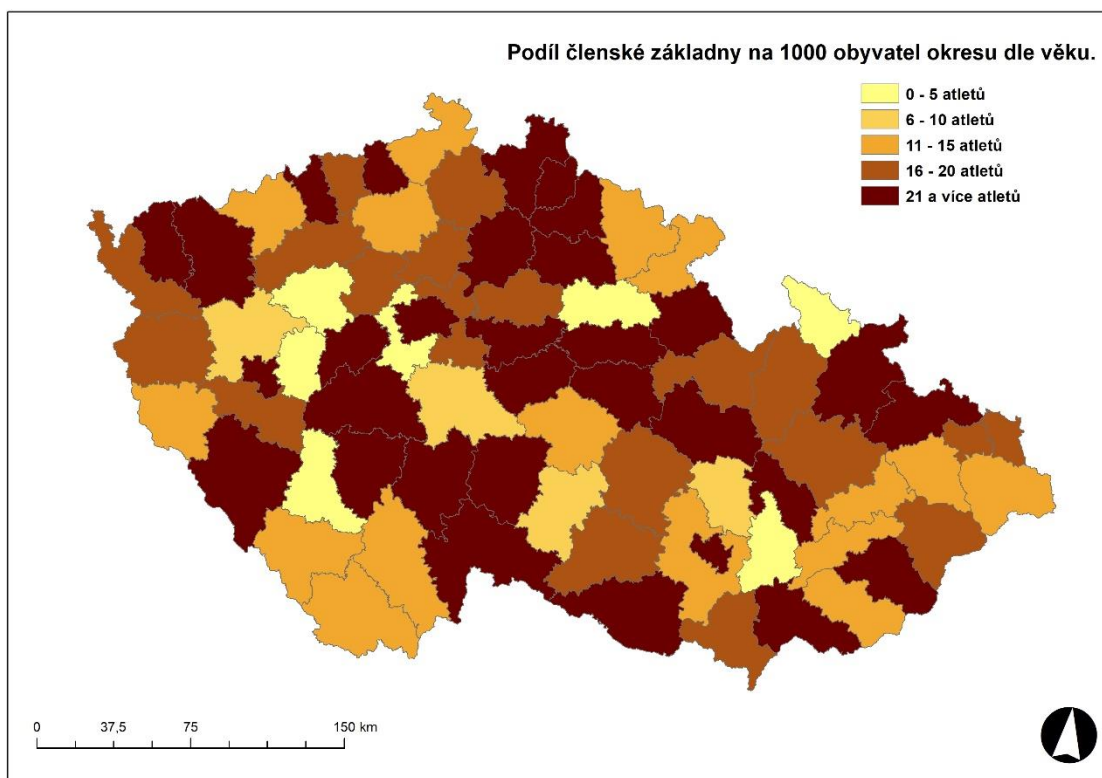 Podíl členské základny na 1000 obyvatel okresu dle věku.
0 - 5 atletů
6 - 10 atletů
11 - 15 atletů
16 - 20 atletů
21 a více atletů
0 37,5 75 150 km